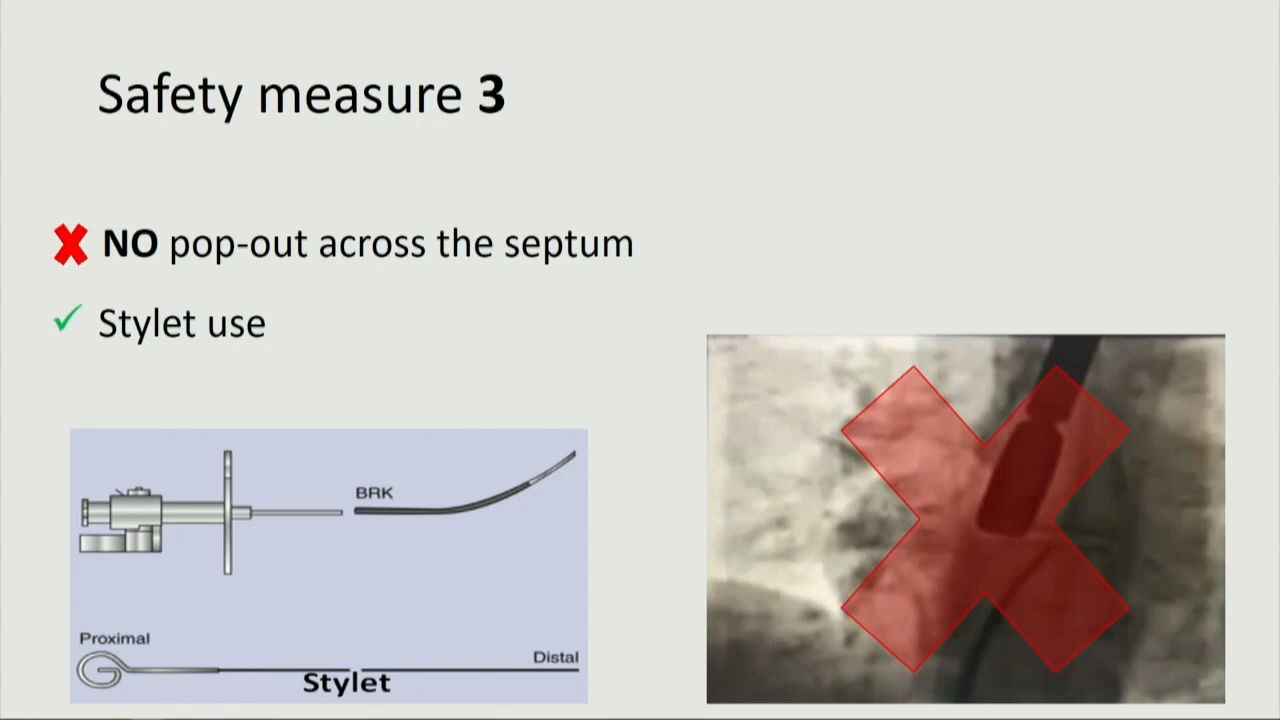 Safety measure 3
NO pop-out across the septum
Stylet use
BRK
Proximal
Distal
Stylet